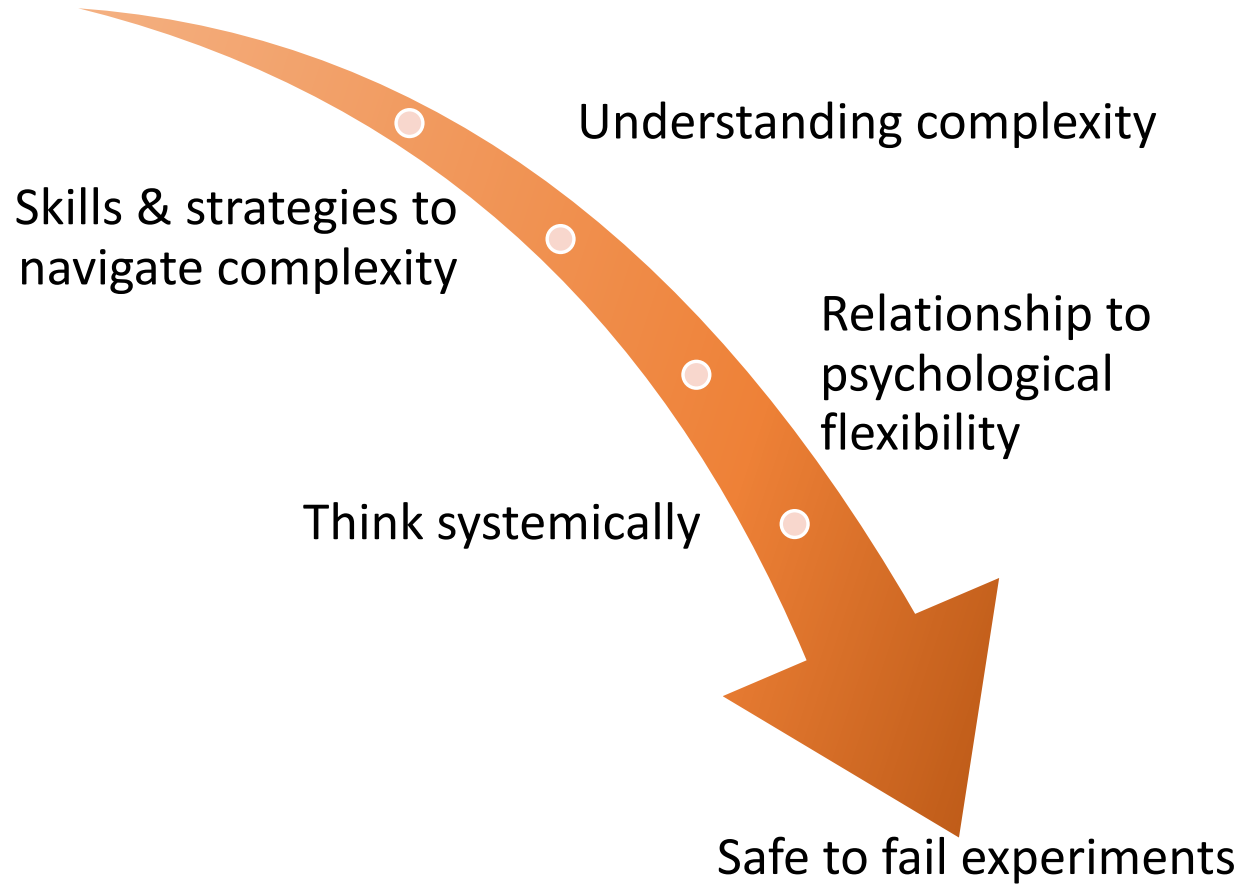 Understanding complexity
Skills & strategies to
navigate complexity
Relationship to
psychological
flexibility
Think systemically
Safe to fail experiments